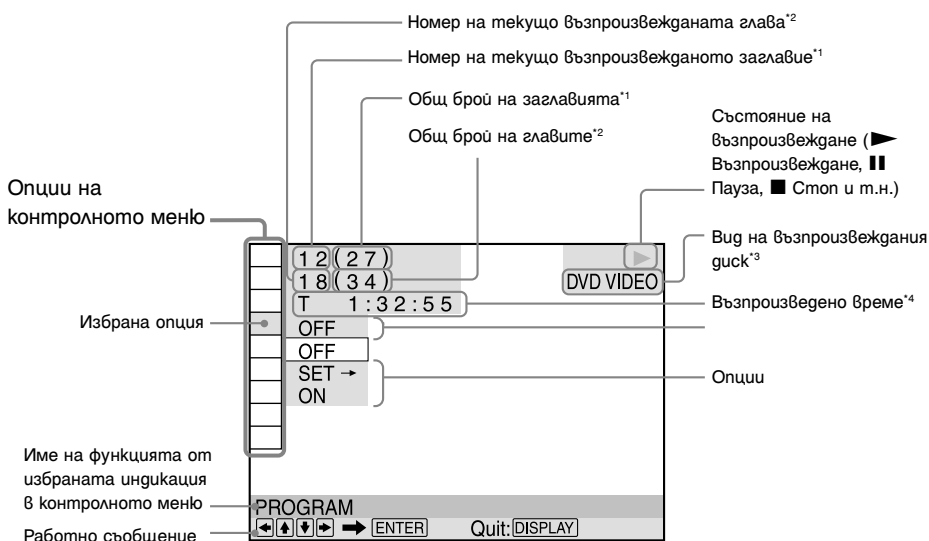 Номер на текущо възпроизвежданата глава*2
Номер на текущо възпроизвежданото заглавие*1
Общ брой на заглавията*1
Общ брой на главите*2
Състояние на
възпроизвеждане (►
Възпроизвеждане, ▮▮
Пауза, ■ Стоп и т.н.)
Опции на
контролното меню
Вид на възпроизвеждания
диск*3
12(27)
18(34)
DVD VIDEO
T 1:32:55
Възпроизведено време*4
Избрана опция
OFF
OFF
SET →
ON
Опции
Име на функцията от
избраната индикация
в контролното меню
PROGRAM
Работно съобщение
← ↑ ↓ → ➡ ENTER Quit: DISPLAY